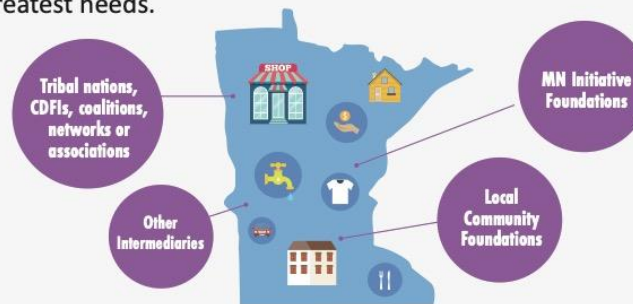 reatest needs.
SHOP
Tribal nations,
CDFIs, coalitions,
networks or
associations
MN Initiative
Foundations
Other
Intermediaries
Local
Community
Foundations